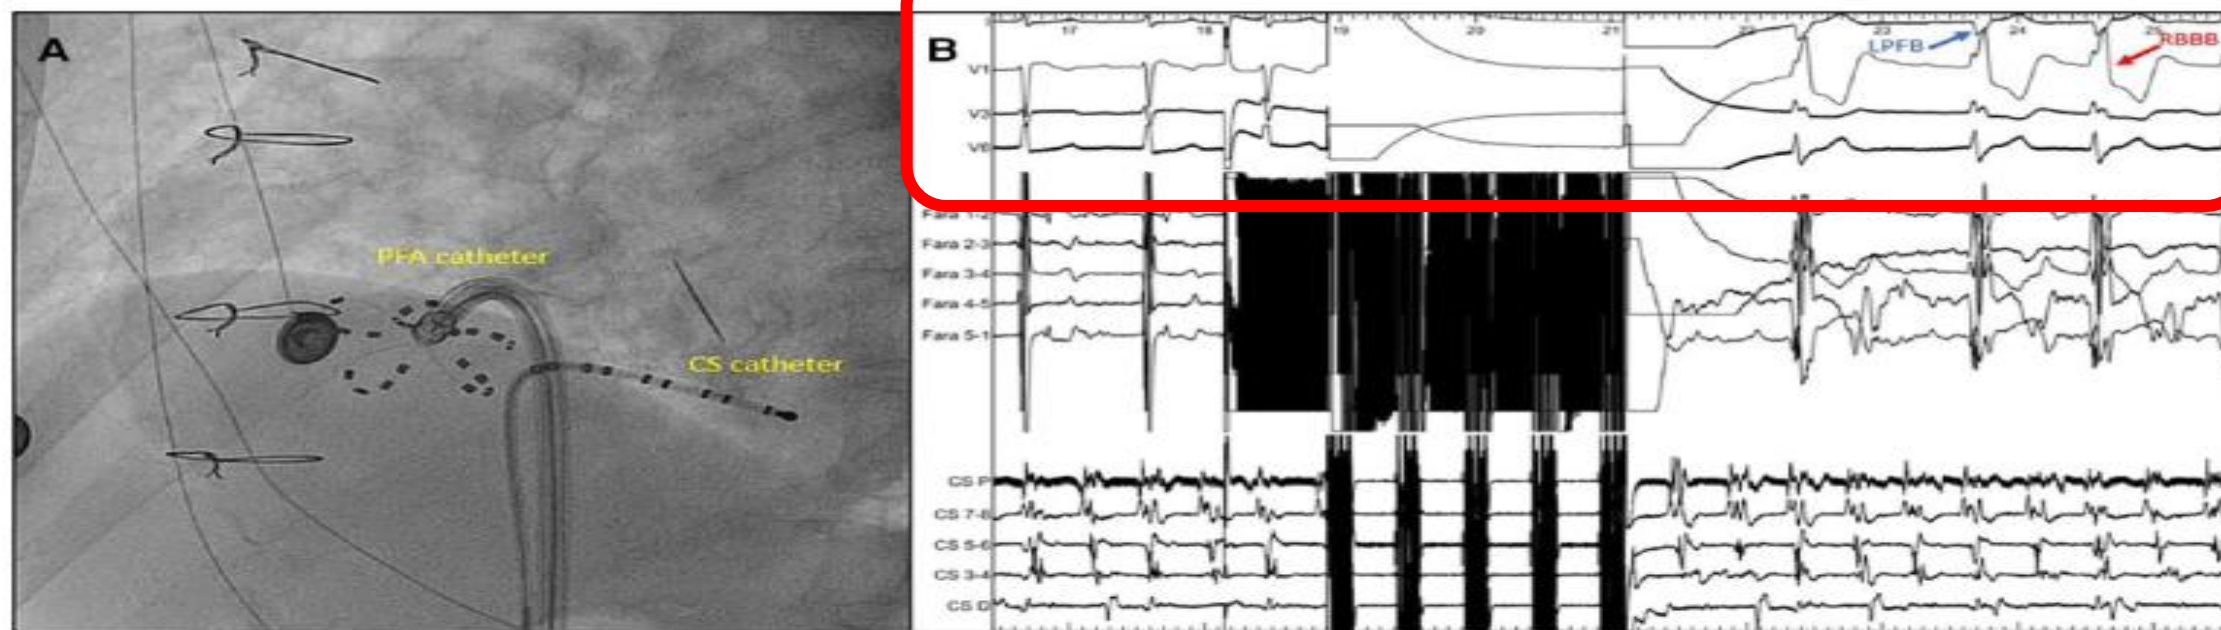 A
PFA catheter
CS catheter
B
17 18 19 20 21 22 23 24 25
LPFB
RBBB
V1
V6
Fara 1-2
Fara 2-3
Fara 3-4
Fara 4-5
Fara 5-1
CS P
CS 7-8
CS 5-6
CS 3-4
CS D